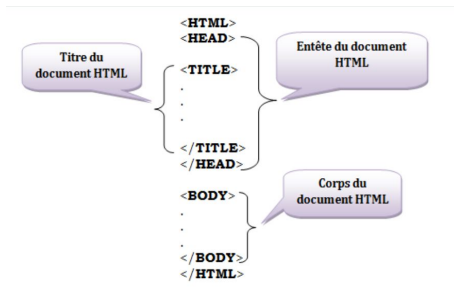 <HTML>
<HEAD>
Titre du
document HTML
Entête du document
HTML
<TITLE>
.
.
.
</TITLE>
</HEAD>
<BODY>
.
.
.
</BODY>
</HTML>
Corps du
document HTML